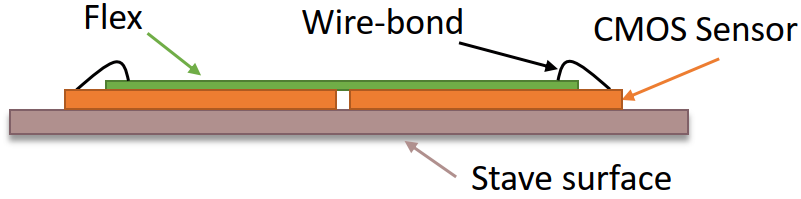 Flex
Wire-bond
CMOS Sensor
Stave surface